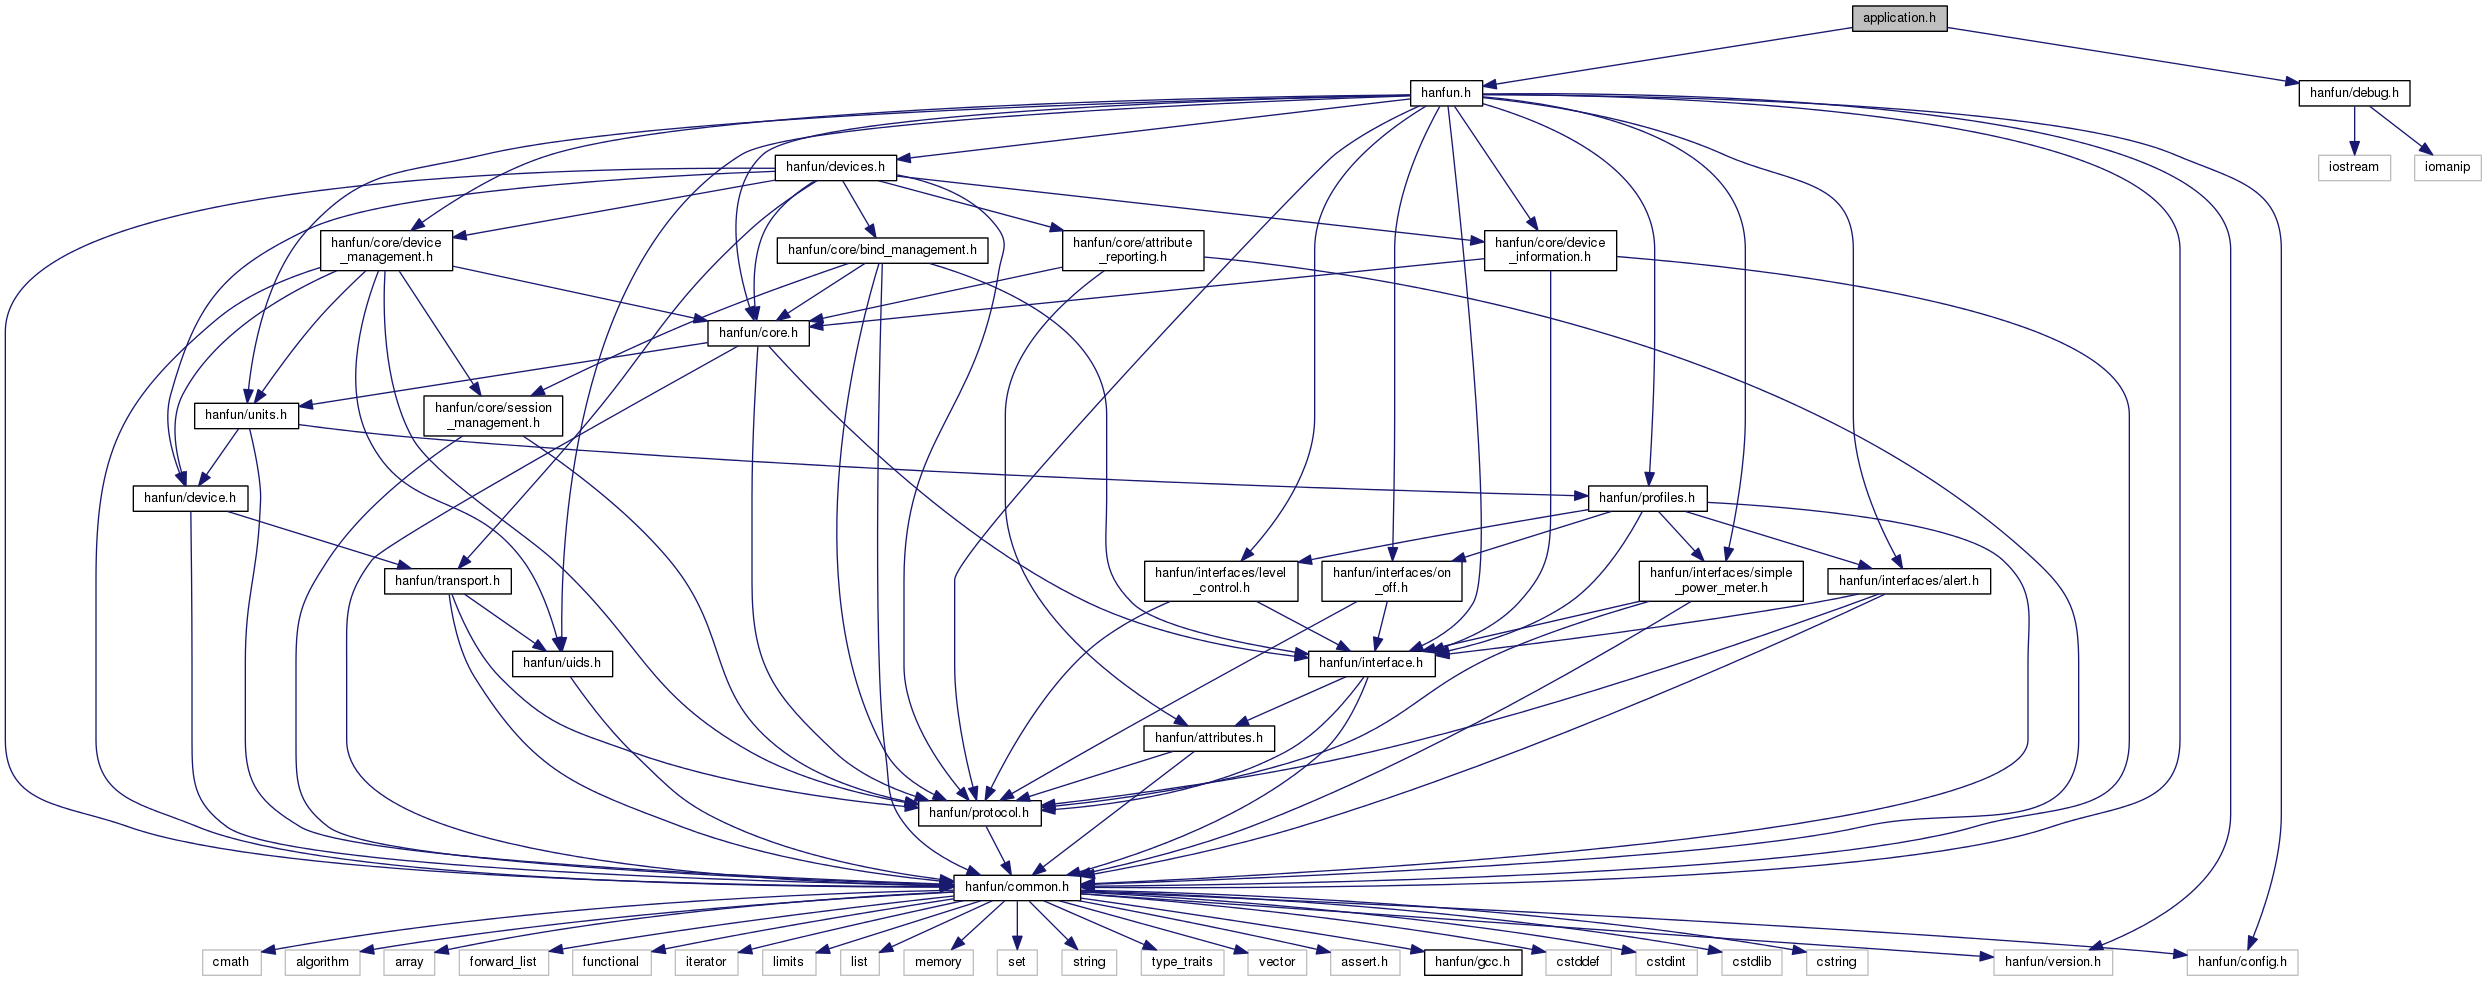 application.h
hanfun.h
hanfun/debug.h
hanfun/devices.h
iostream
iomanip
hanfun/core/device
_management.h
hanfun/core/bind_management.h
hanfun/core/attribute
_reporting.h
hanfun/core/device
_information.h
hanfun/core.h
hanfun/units.h
hanfun/core/session
_management.h
hanfun/device.h
hanfun/profiles.h
hanfun/transport.h
hanfun/interfaces/level
_control.h
hanfun/interfaces/on
_off.h
hanfun/interfaces/simple
_power_meter.h
hanfun/interfaces/alert.h
hanfun/uids.h
hanfun/interface.h
hanfun/attributes.h
hanfun/protocol.h
hanfun/common.h
cmath
algorithm
array
forward_list
functional
iterator
limits
list
memory
set
string
type_traits
vector
assert.h
hanfun/gcc.h
cstddef
cstdint
cstdlib
cstring
hanfun/version.h
hanfun/config.h